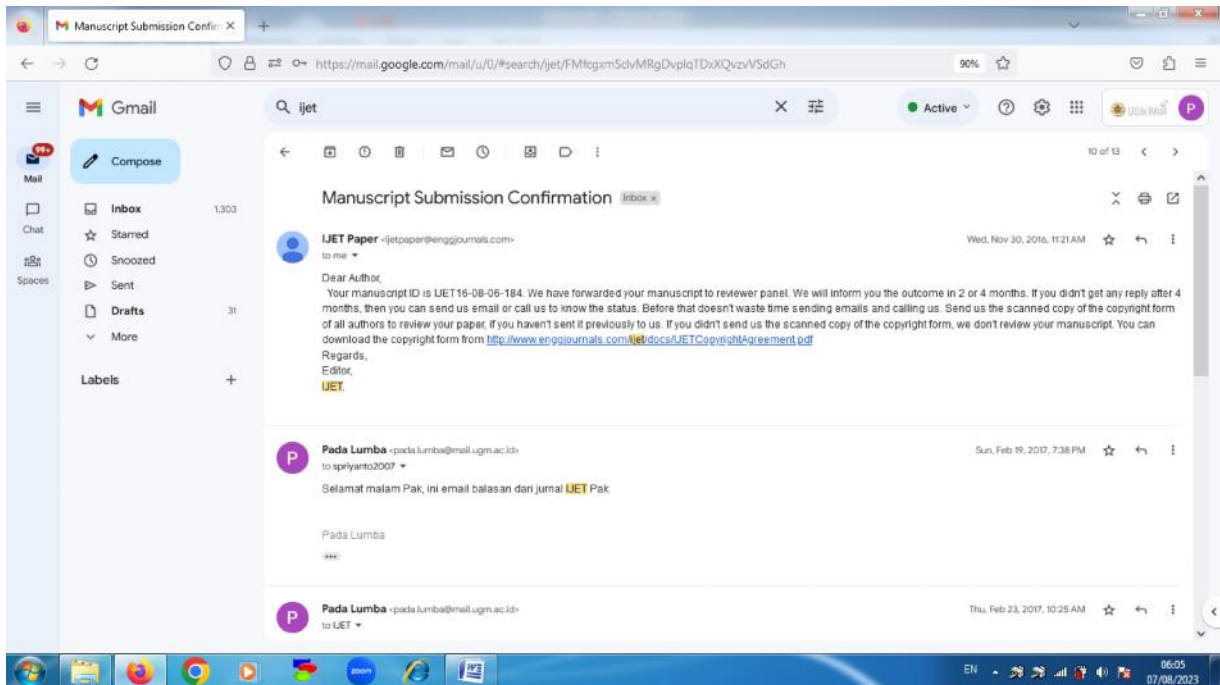 Manuscript Submission Confirm
https://mail.google.com/mail/u/0/#search/ijet/FMfcgxmSclvMRgDvplqTDxXQvzvVSdGh
90%
Gmail
ijet
Active
P
99+
Mail
Compose
10 of 13
Chat
Inbox 1,303
Manuscript Submission Confirmation Inbox x
Starred
Snoozed
IJET Paper <ijetpaper@enggjournals.com>
Wed, Nov 30, 2016, 11:21 AM
to me
Spaces
Sent
Drafts 31
More
Labels
Dear Author,
Your manuscript ID is IJET16-08-06-184. We have forwarded your manuscript to reviewer panel. We will inform you the outcome in 2 or 4 months. If you didn't get any reply after 4
months, then you can send us email or call us to know the status. Before that doesn't waste time sending emails and calling us. Send us the scanned copy of the copyright form
of all authors to review your paper, if you haven't sent it previously to us. If you didn't send us the scanned copy of the copyright form, we don't review your manuscript. You can
download the copyright form from http://www.enggjournals.com/ijet/docs/IJETCopyrightAgreement.pdf
Regards,
Editor,
IJET.
P
Pada Lumba <pada.lumba@mail.ugm.ac.id>
Sun, Feb 19, 2017, 7:38 PM
to spriyanto2007
Selamat malam Pak, ini email balasan dari jurnal IJET Pak
Pada Lumba
P
Pada Lumba <pada.lumba@mail.ugm.ac.id>
Thu, Feb 23, 2017, 10:25 AM
to IJET
zoom
EN
06:05
07/08/2023